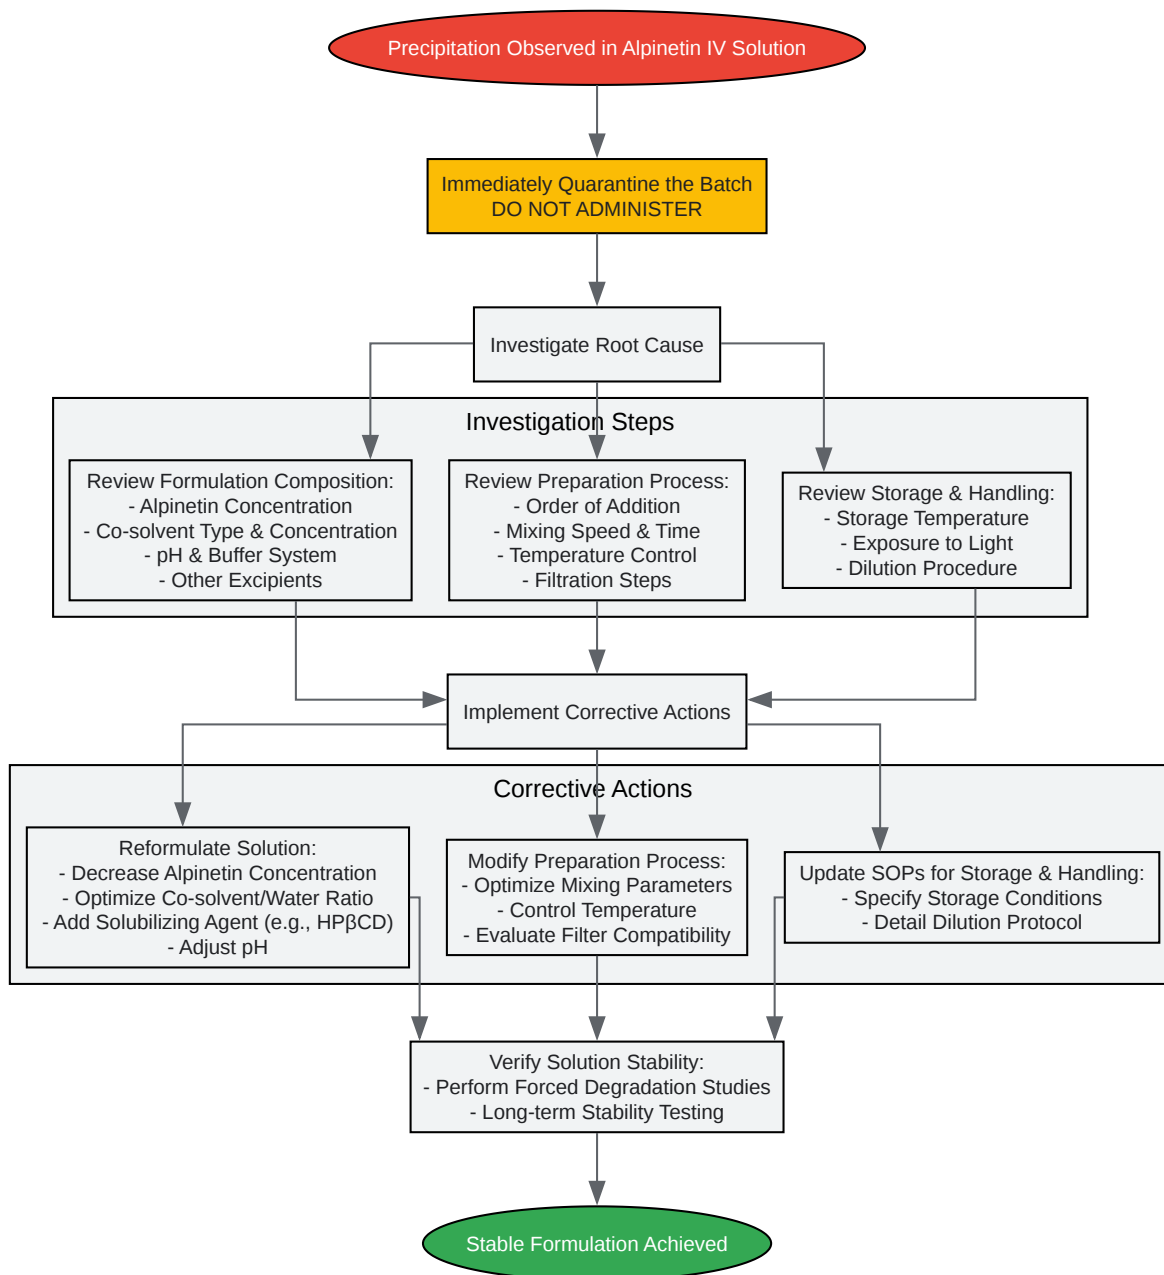 Precipitation Observed in Alpinetin IV Solution
Immediately Quarantine the Batch
DO NOT ADMINISTER
Investigate Root Cause
Investigation Steps
Review Formulation Composition:
- Alpinetin Concentration
- Co-solvent Type & Concentration
- pH & Buffer System
- Other Excipients
Review Preparation Process:
- Order of Addition
- Mixing Speed & Time
- Temperature Control
- Filtration Steps
Review Storage & Handling:
- Storage Temperature
- Exposure to Light
- Dilution Procedure
Implement Corrective Actions
Corrective Actions
Reformulate Solution:
- Decrease Alpinetin Concentration
- Optimize Co-solvent/Water Ratio
- Add Solubilizing Agent (e.g., HPβCD)
- Adjust pH
Modify Preparation Process:
- Optimize Mixing Parameters
- Control Temperature
- Evaluate Filter Compatibility
Update SOPs for Storage & Handling:
- Specify Storage Conditions
- Detail Dilution Protocol
Verify Solution Stability:
- Perform Forced Degradation Studies
- Long-term Stability Testing
Stable Formulation Achieved